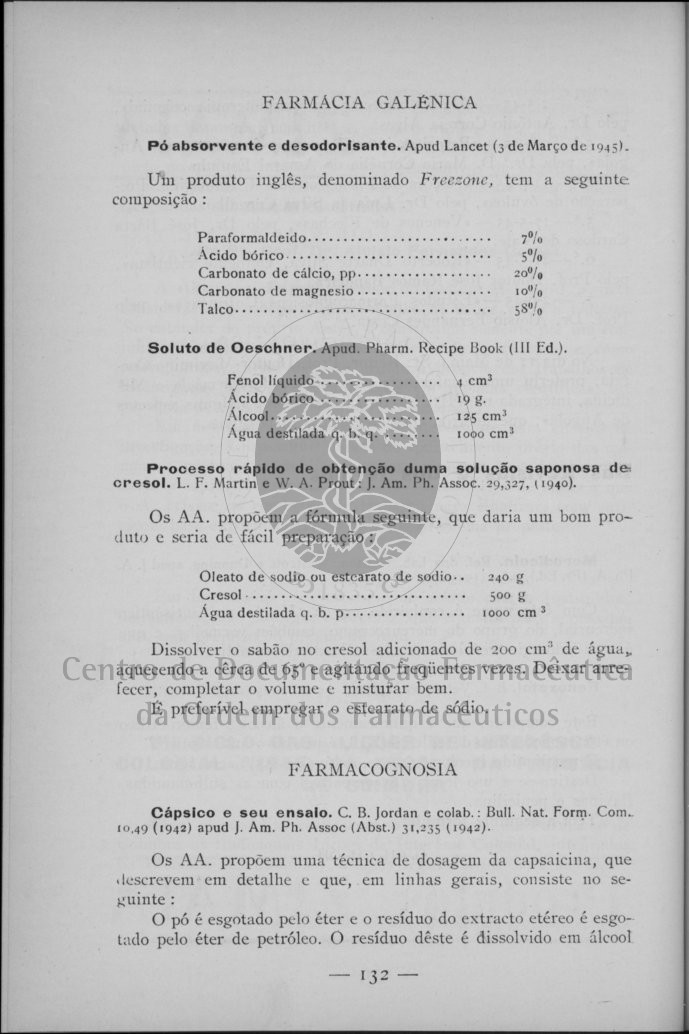 FARMÁCIA GALÉNICA
Pó absorvente e desodorisante. Apud Lancet (3 de Março de 1945).
Um produto inglês, denominado Freezone, tem a seguinte
composição :
Paraformaldeido........................... 7%
Ácido bórico............................. 5%
Carbonato de cálcio, pp................... 20%
Carbonato de magnesio................... 10%
Talco.................................... 58%
Soluto de Oeschner. Apud. Pharm. Recipe Book (III Ed.).
Fenol líquido................. 4 cm³
Ácido bórico.................. 19 g.
Álcool........................ 125 cm³
Água destilada q. b. q. ........ 1000 cm³
Processo rápido de obtenção duma solução saponosa de
cresol. L. F. Martin e W. A. Prout: J. Am. Ph. Assoc. 29,327, (1940).
Os AA. propõem a fórmula seguinte, que daria um bom pro-
duto e seria de fácil preparação :
Oleato de sodio ou estearato de sodio.. 240 g
Cresol................................ 500 g
Água destilada q. b. p................. 1000 cm ³
Dissolver o sabão no cresol adicionado de 200 cm³ de água,
aquecendo a cêrca de 65º e agitando freqüentes vezes. Deixar arre-
fecer, completar o volume e misturar bem.
É preferível empregar o estearato de sódio.
Centro de Documentação Farmacêutica
da Ordem dos Farmacêuticos
FARMACOGNOSIA
Cápsico e seu ensaio. C. B. Jordan e colab.: Bull. Nat. Form. Com.
10,49 (1942) apud J. Am. Ph. Assoc (Abst.) 31,235 (1942).
Os AA. propõem uma técnica de dosagem da capsaicina, que
descrevem em detalhe e que, em linhas gerais, consiste no se-
guinte :
O pó é esgotado pelo éter e o resíduo do extracto etéreo é esgo-
tado pelo éter de petróleo. O resíduo dêste é dissolvido em álcool
— 132 —